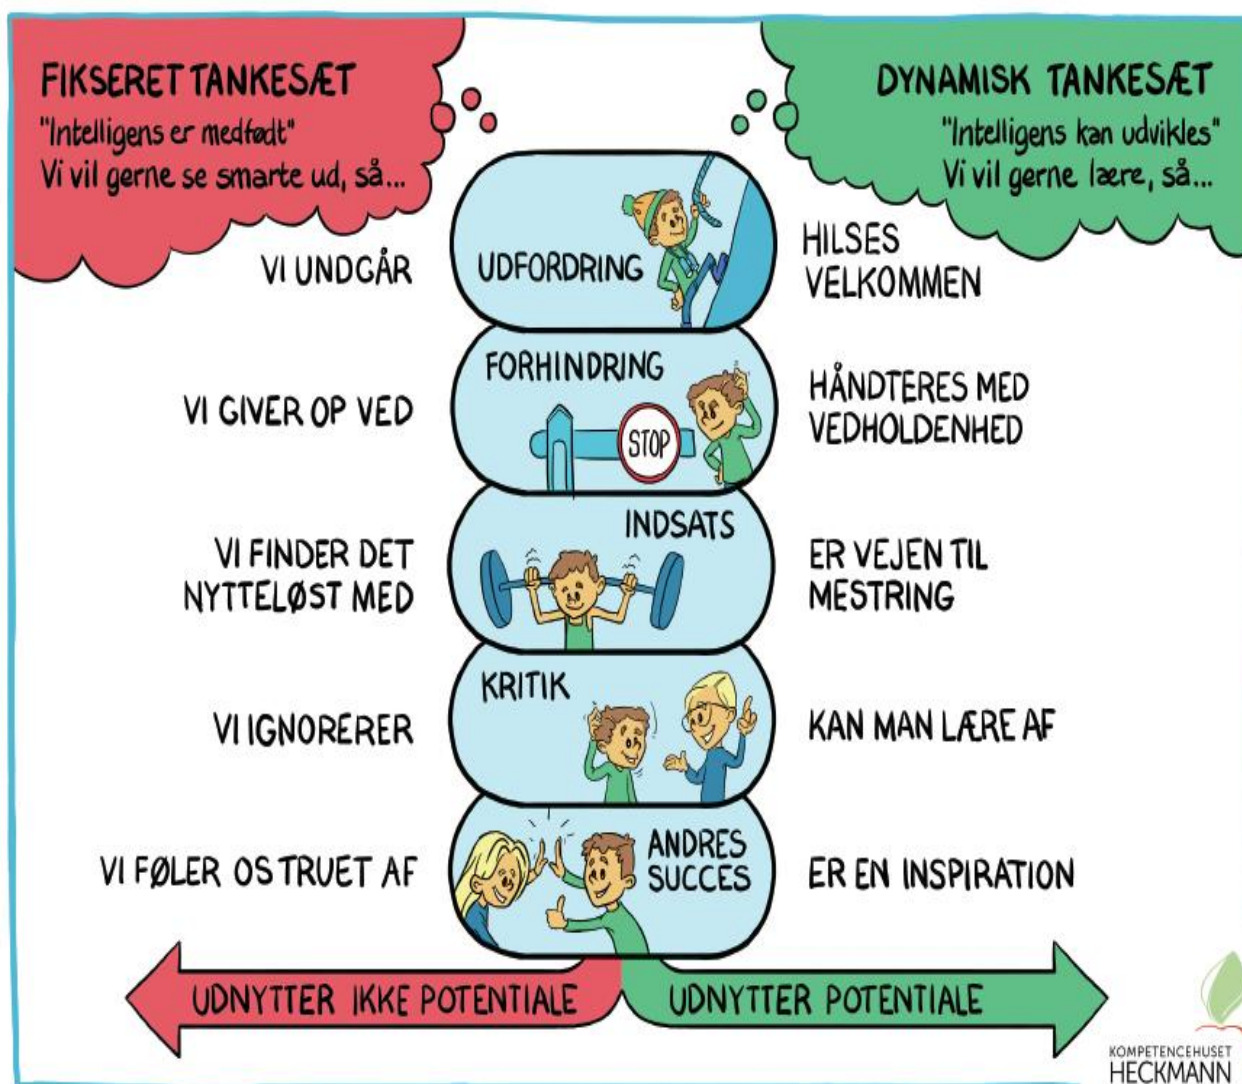 FIKSERET TANKESÆT
"Intelligens er medfødt"
Vi vil gerne se smarte ud, så...
DYNAMISK TANKESÆT
"Intelligens kan udvikles"
Vi vil gerne lære, så...
VI UNDGÅR
UDFORDRING
HILSES
VELKOMMEN
VI GIVER OP VED
FORHINDRING
STOP
HÅNDTERES MED
VEDHOLDENHED
VI FINDER DET
NYTTELØST MED
INDSATS
ER VEJEN TIL
MESTRING
VI IGNORERER
KRITIK
KAN MAN LÆRE AF
VI FØLER OS TRUET AF
ANDRES
SUCCES
ER EN INSPIRATION
UDNYTTER IKKE POTENTIALE
UDNYTTER POTENTIALE
KOMPETENCEHUSET
HECKMANN